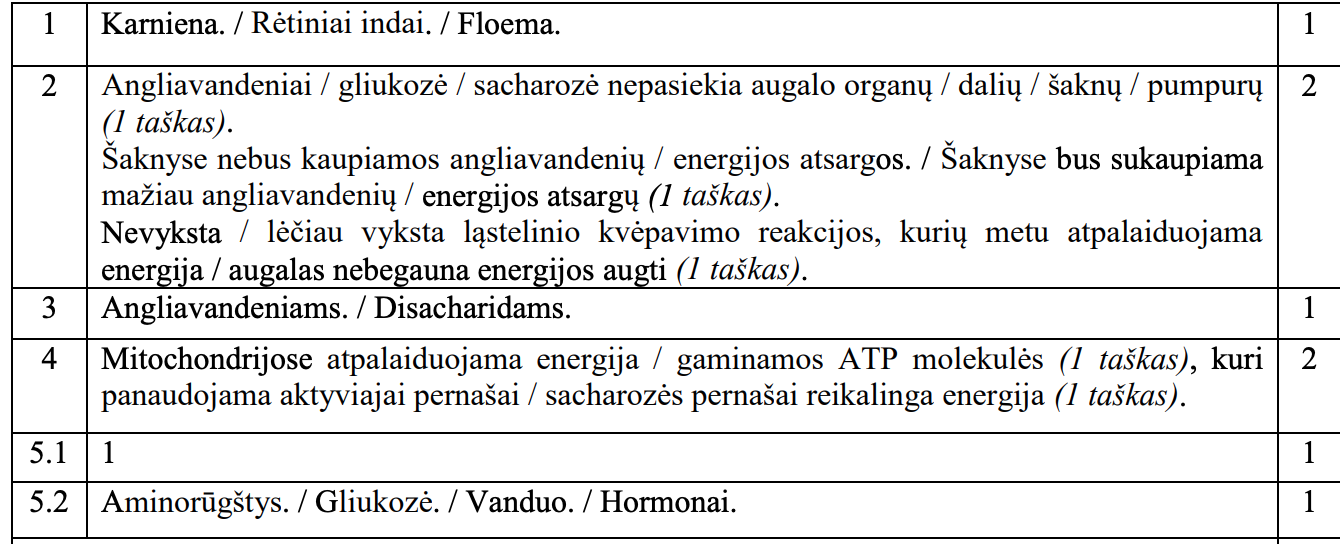 1 Karniena. / Rėtiniai indai. / Floema. 1
2 Angliavandeniai / gliukozė / sacharozė nepasiekia augalo organų / dalių / šaknų / pumpurų 2
(1 taškas).
Šaknyse nebus kaupiamos angliavandenių / energijos atsargos. / Šaknyse bus sukaupiama
mažiau angliavandenių / energijos atsargų (1 taškas).
Nevyksta / lėčiau vyksta ląstelinio kvėpavimo reakcijos, kurių metu atpalaiduojama
energija / augalas nebegauna energijos augti (1 taškas).
3 Angliavandeniams. / Disacharidams. 1
4 Mitochondrijose atpalaiduojama energija / gaminamos ATP molekulės (1 taškas), kuri 2
panaudojama aktyviajai pernašai / sacharozės pernašai reikalinga energija (1 taškas).
5.1 1 1
5.2 Aminorūgštys. / Gliukozė. / Vanduo. / Hormonai. 1